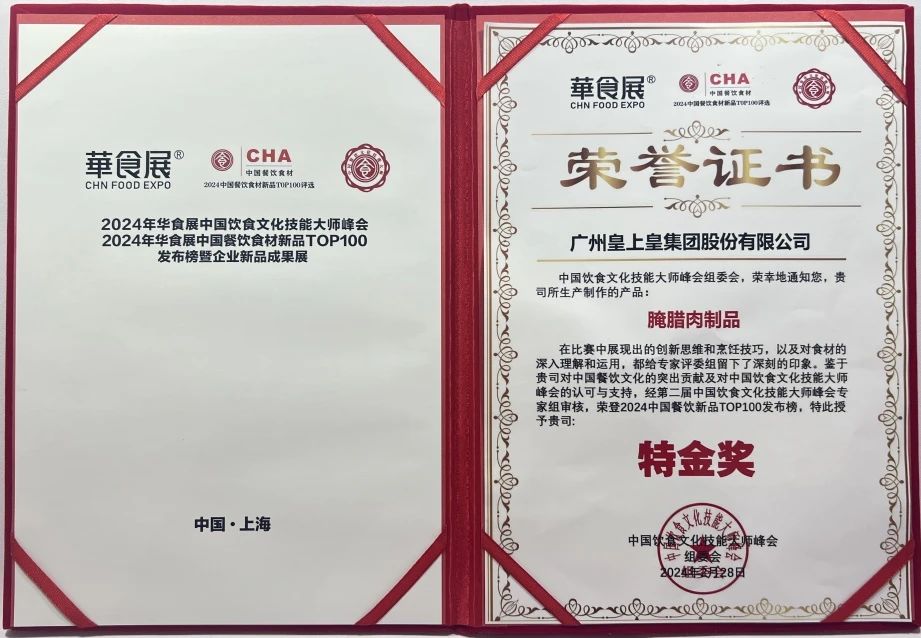 華食展®
CHN FOOD EXPO
CHA
中国餐饮食材
2024中国餐饮食材新品TOP100评选
2024年华食展中国饮食文化技能大师峰会
2024年华食展中国餐饮食材新品TOP100
发布榜暨企业新品成果展
中国·上海
華食展®
CHN FOOD EXPO
CHA
中国餐饮食材
2024中国餐饮食材新品TOP100评选
荣誉证书
广州皇上皇集团股份有限公司
中国饮食文化技能大师峰会组委会，荣幸地通知您，贵
司所生产制作的产品：
腌腊肉制品
在比赛中展现出的创新思维和烹饪技巧，以及对食材的
深入理解和运用，都给专家评委组留下了深刻的印象。鉴于
贵司对中国餐饮文化的突出贡献及对中国饮食文化技能大师
峰会的认可与支持，经第二届中国饮食文化技能大师峰会专
家组审核，荣登2024中国餐饮新品TOP100发布榜，特此授
予贵司:
特金奖
中国饮食文化技能大师峰会
组委会
2024年2月28日